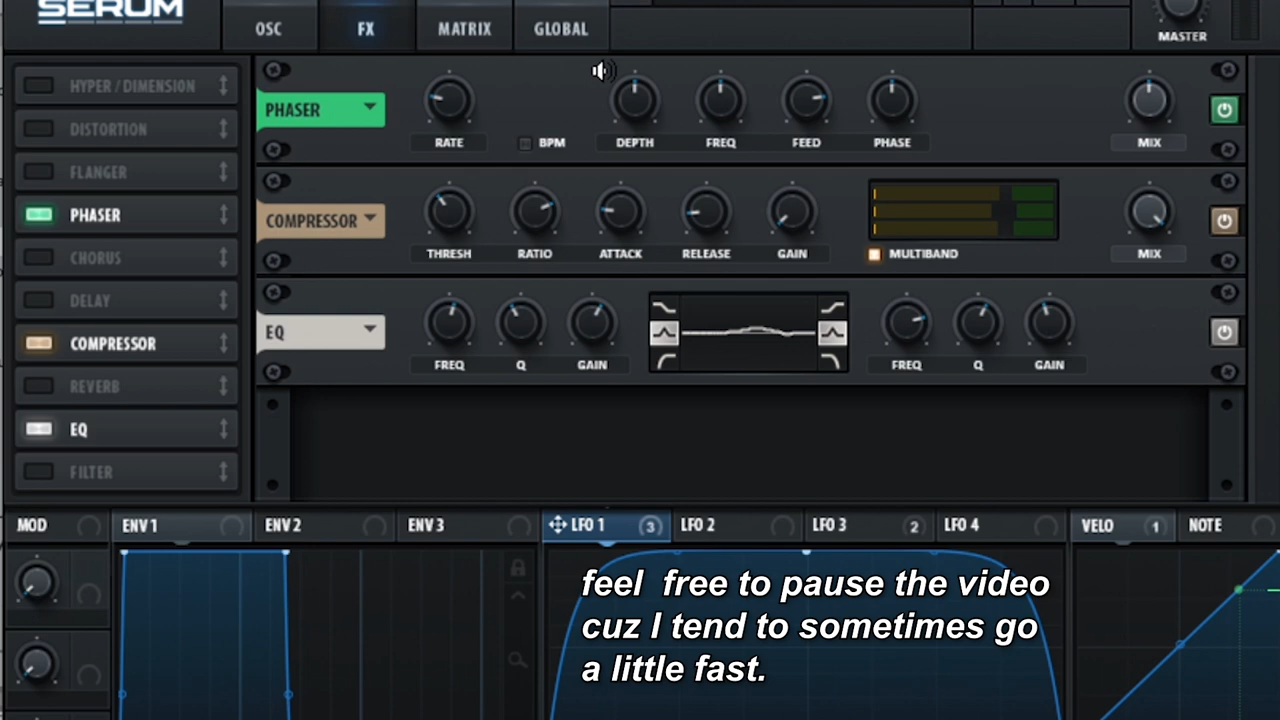 SERUM
OSC FX MATRIX GLOBAL
MASTER
HYPER / DIMENSION
DISTORTION
FLANGER
PHASER
CHORUS
DELAY
COMPRESSOR
REVERB
EQ
FILTER
PHASER
RATE BPM DEPTH FREQ FEED PHASE MIX
COMPRESSOR
THRESH RATIO ATTACK RELEASE GAIN MULTIBAND MIX
EQ
FREQ Q GAIN FREQ Q GAIN
MOD ENV 1 ENV 2 ENV 3 LFO 1 3 LFO 2 LFO 3 2 LFO 4 VELO 1 NOTE
feel free to pause the video
cuz I tend to sometimes go
a little fast.